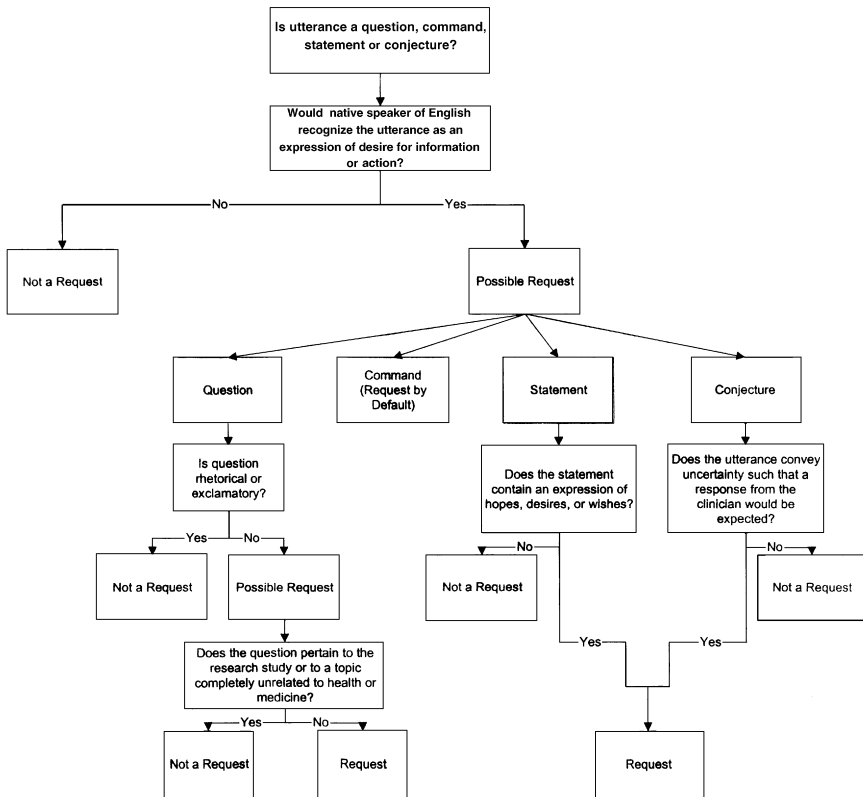 Is utterance a question, command,
statement or conjecture?
Would native speaker of English
recognize the utterance as an
expression of desire for information
or action?
No
Yes
Not a Request
Possible Request
Question
Command
(Request by
Default)
Statement
Conjecture
Is question
rhetorical or
exclamatory?
Does the statement
contain an expression of
hopes, desires, or wishes?
Does the utterance convey
uncertainty such that a
response from the
clinician would be
expected?
Yes
No
No
No
Not a Request
Possible Request
Not a Request
Not a Request
Does the question pertain to the
research study or to a topic
completely unrelated to health or
medicine?
Yes
Yes
Yes
No
Not a Request
Request
Request